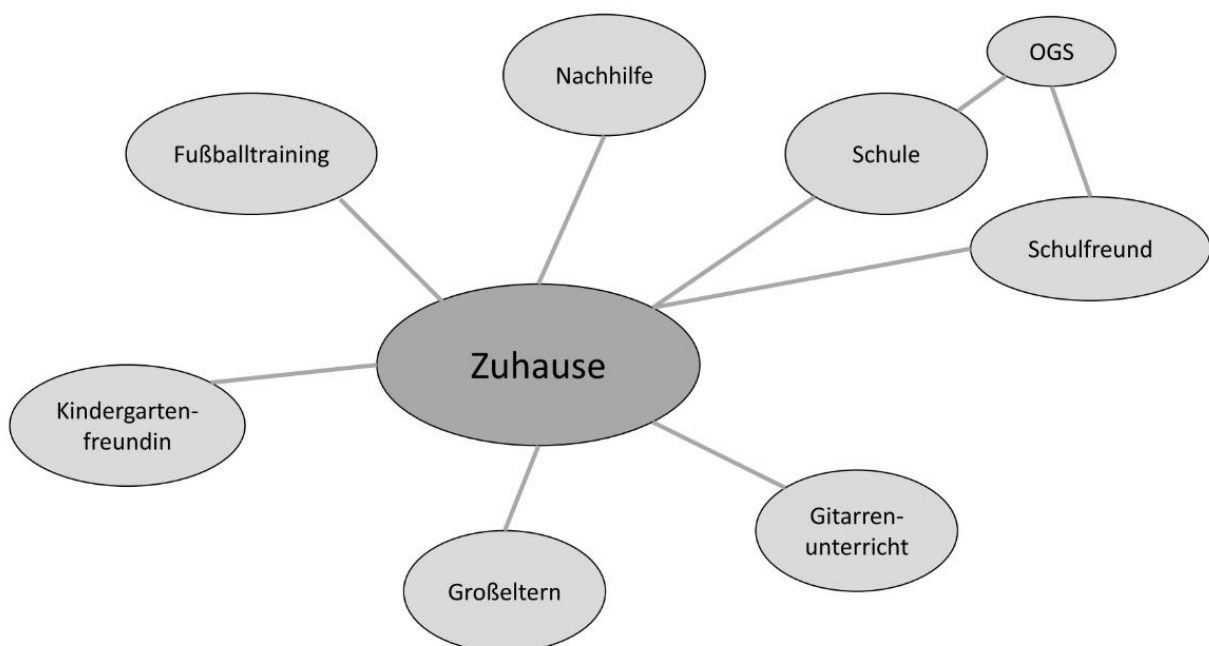 OGS
Nachhilfe
Fußballtraining
Schule
Schulfreund
Zuhause
Kindergarten-
freundin
Gitarren-
unterricht
Großeltern